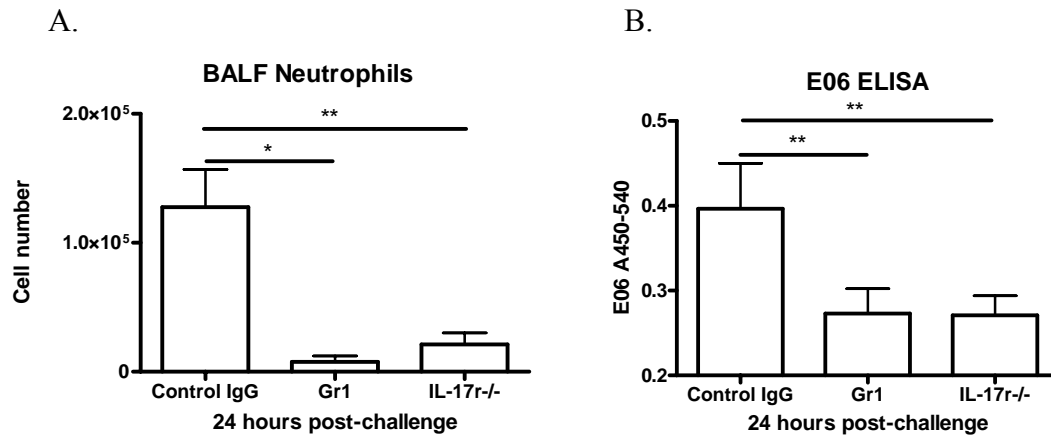 A.
BALF Neutrophils
2.0×10⁵
1.0×10⁵
0
Cell number
**
*
Control IgG Gr1 IL-17r-/-
24 hours post-challenge
B.
E06 ELISA
0.5
0.4
0.3
0.2
E06 A450-540
**
**
Control IgG Gr1 IL-17r-/-
24 hours post-challenge